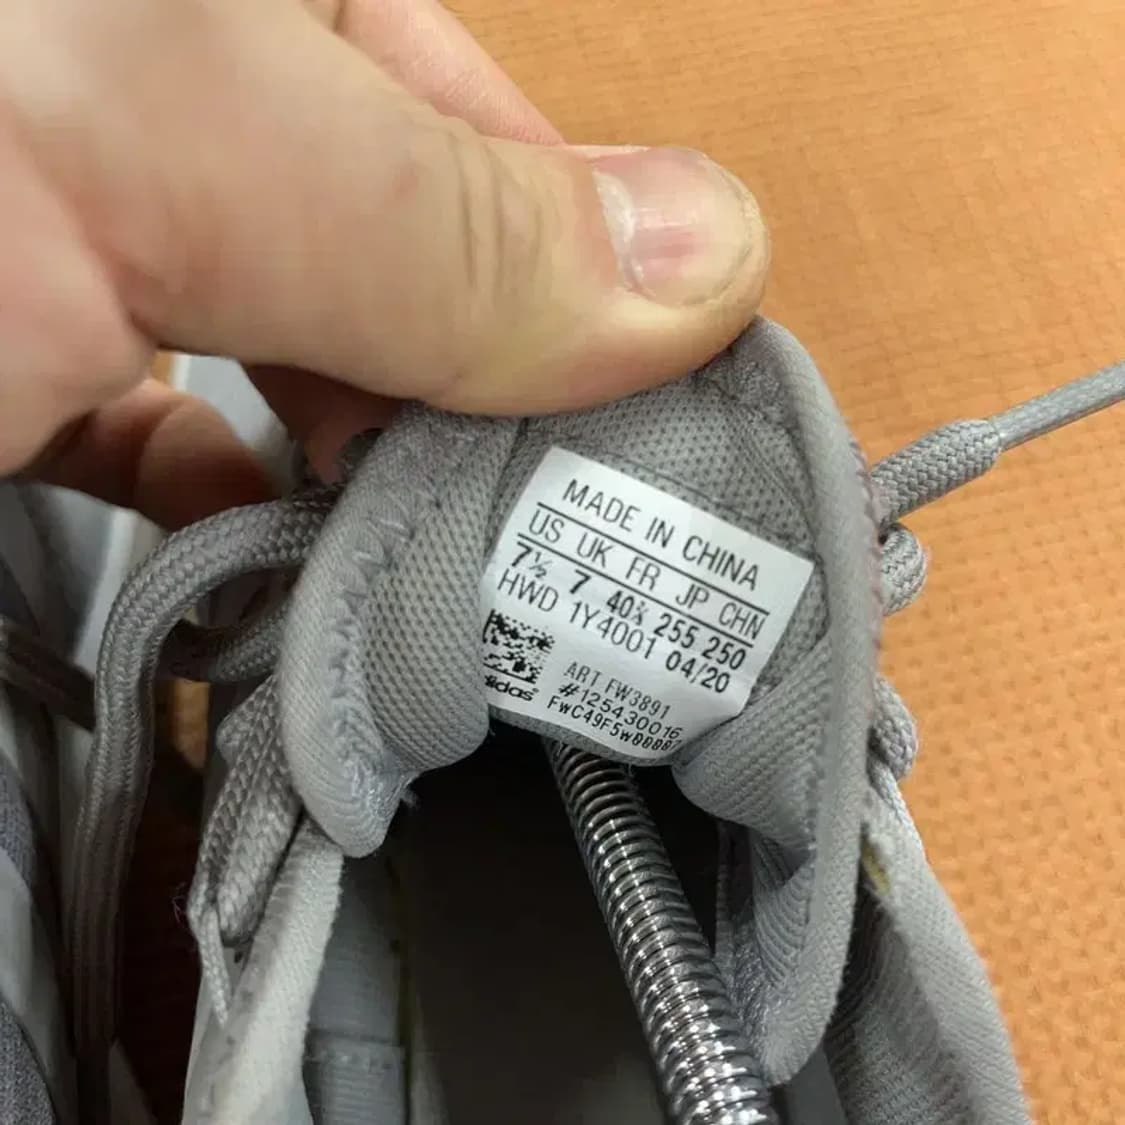 MADE IN CHINA
US UK FR JP CHN
7½ 7 40⅔ 255 250
HWD 1Y4001 04/20
ART FW3891
#125430016
adidas